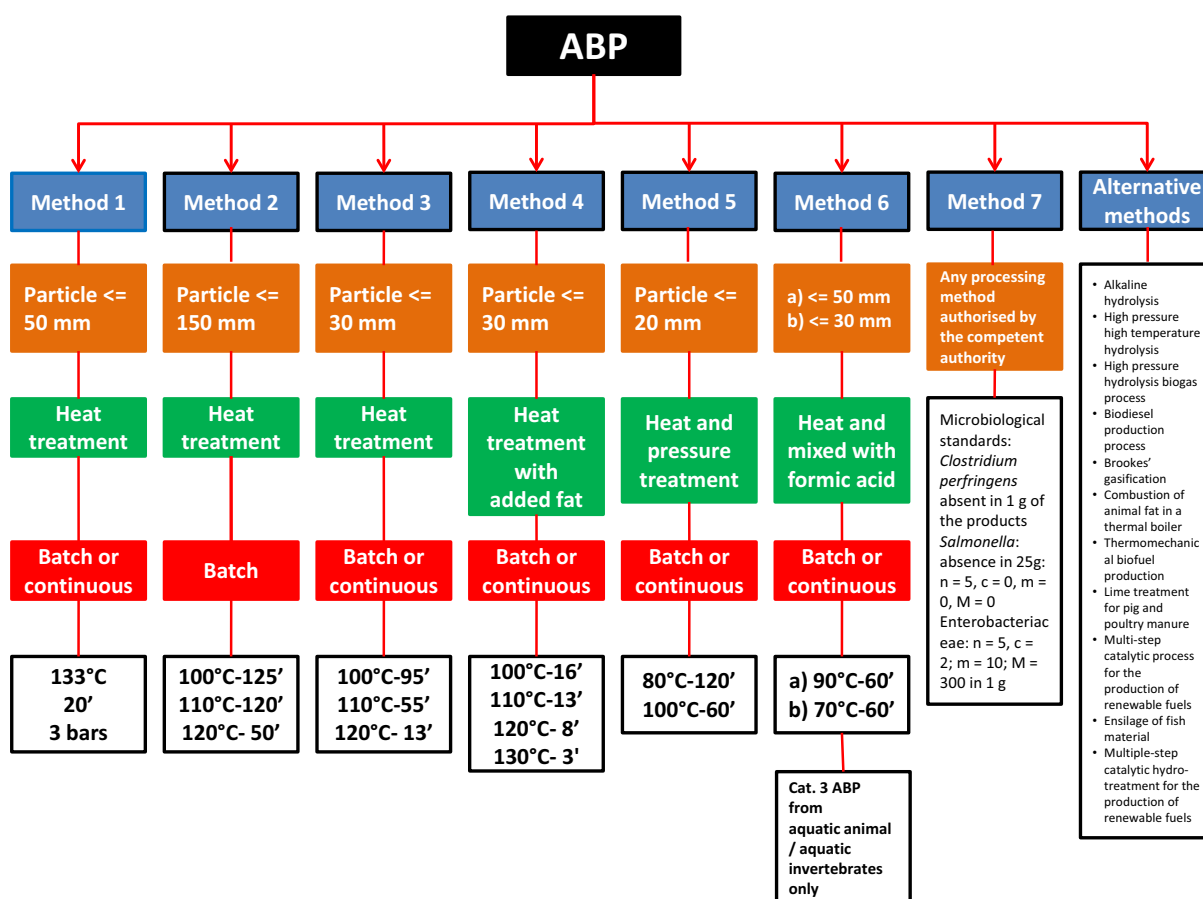 ABP
Method 1
Method 2
Method 3
Method 4
Method 5
Method 6
Method 7
Alternative
methods
Particle <=
50 mm
Particle <=
150 mm
Particle <=
30 mm
Particle <=
30 mm
Particle <=
20 mm
a) <= 50 mm
b) <= 30 mm
Any processing
method
authorised by
the competent
authority
Heat
treatment
Heat
treatment
Heat
treatment
Heat
treatment
with
added fat
Heat and
pressure
treatment
Heat and
mixed with
formic acid
Batch or
continuous
Batch
Batch or
continuous
Batch or
continuous
Batch or
continuous
Batch or
continuous
133°C
20’
3 bars
100°C-125’
110°C-120’
120°C- 50’
100°C-95’
110°C-55’
120°C- 13’
100°C-16’
110°C-13’
120°C- 8’
130°C- 3'
80°C-120’
100°C-60’
a) 90°C-60’
b) 70°C-60’
Cat. 3 ABP
from
aquatic animal
/ aquatic
invertebrates
only
Microbiological
standards:
Clostridium
perfringens
absent in 1 g of
the products
Salmonella:
absence in 25g:
n = 5, c = 0, m =
0, M = 0
Enterobacteriac
eae: n = 5, c =
2; m = 10; M =
300 in 1 g
• Alkaline
hydrolysis
• High pressure
high temperature
hydrolysis
• High pressure
hydrolysis biogas
process
• Biodiesel
production
process
• Brookes’
gasification
• Combustion of
animal fat in a
thermal boiler
• Thermomechanic
al biofuel
production
• Lime treatment
for pig and
poultry manure
• Multi-step
catalytic process
for the
production of
renewable fuels
• Ensilage of fish
material
• Multiple-step
catalytic hydro-
treatment for the
production of
renewable fuels